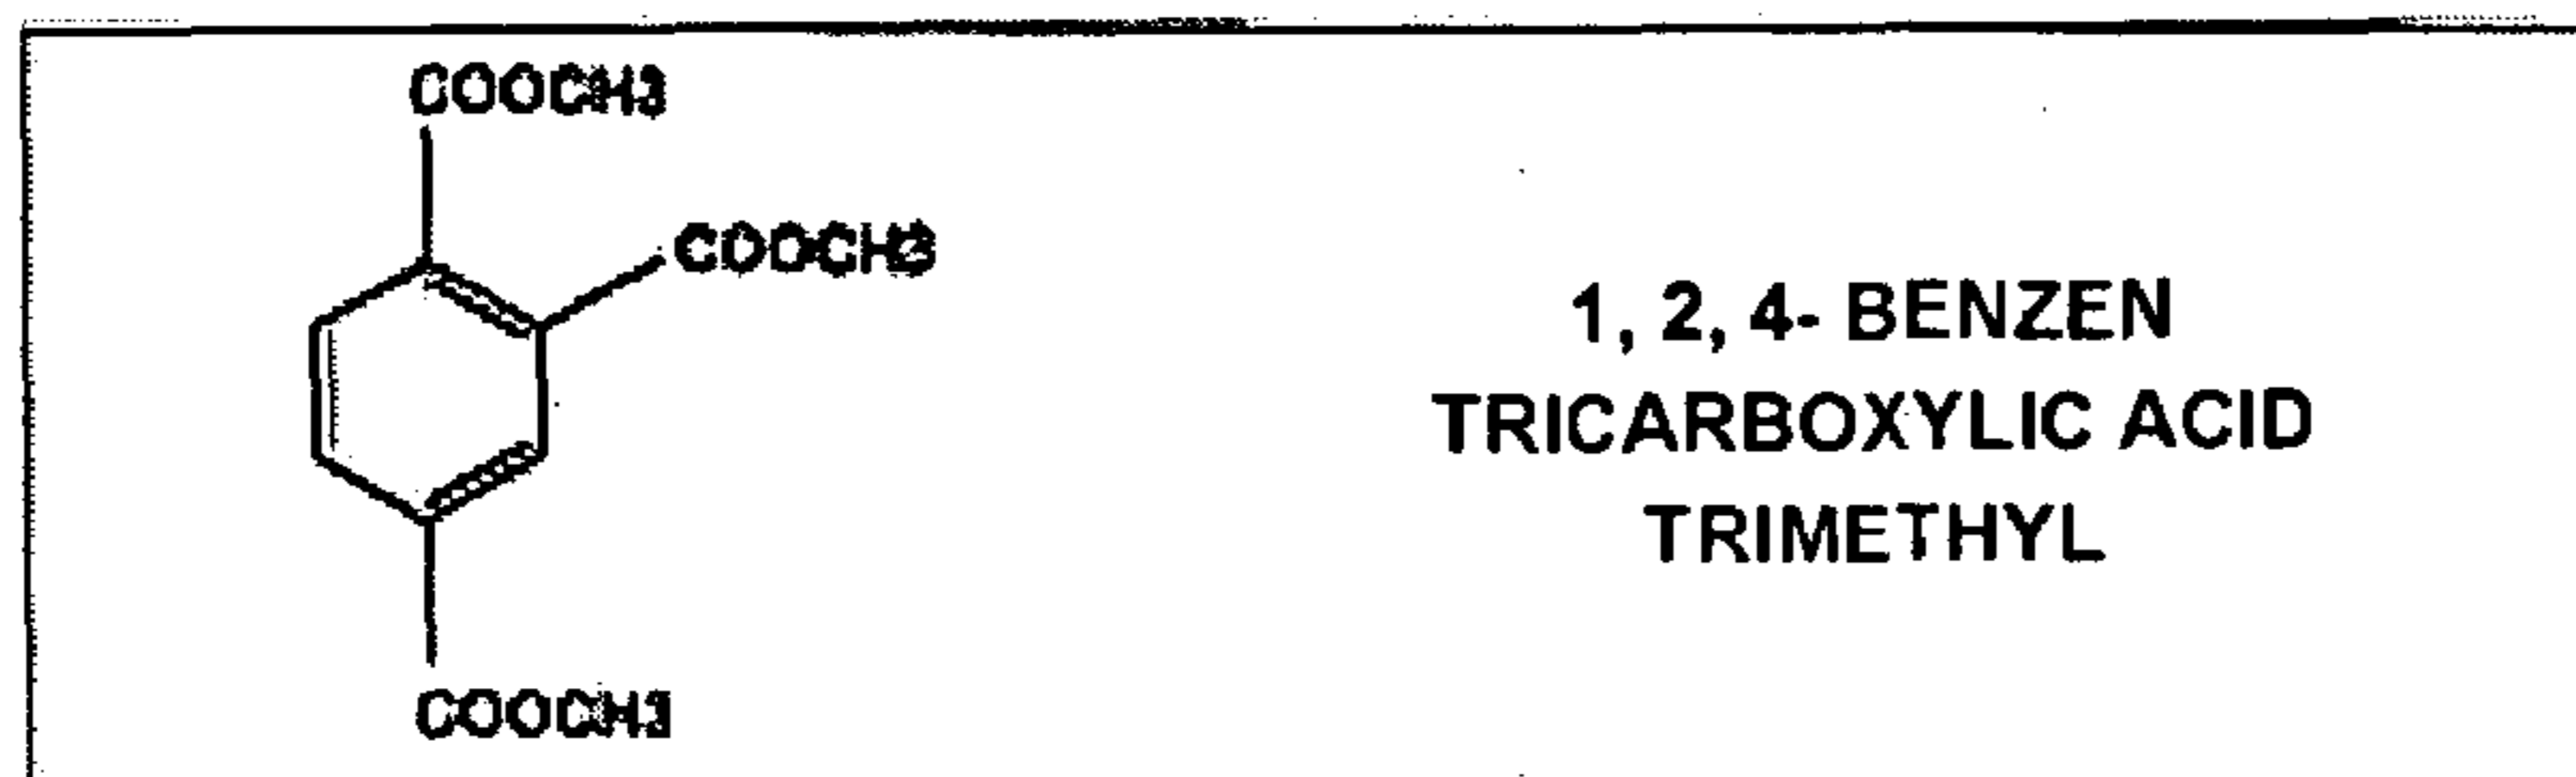 COOCH3
COOCH3
1, 2, 4- BENZEN
TRICARBOXYLIC ACID
TRIMETHYL
COOCH3